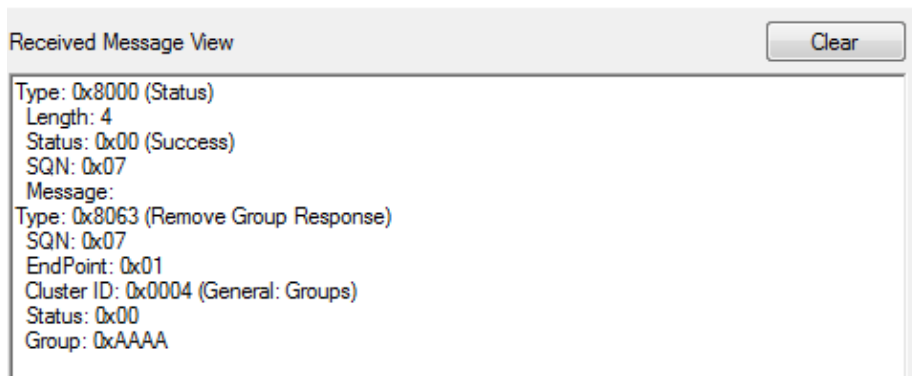 Received Message View
Clear
Type: 0x8000 (Status)
Length: 4
Status: 0x00 (Success)
SQN: 0x07
Message:
Type: 0x8063 (Remove Group Response)
SQN: 0x07
EndPoint: 0x01
Cluster ID: 0x0004 (General: Groups)
Status: 0x00
Group: 0xAAAA